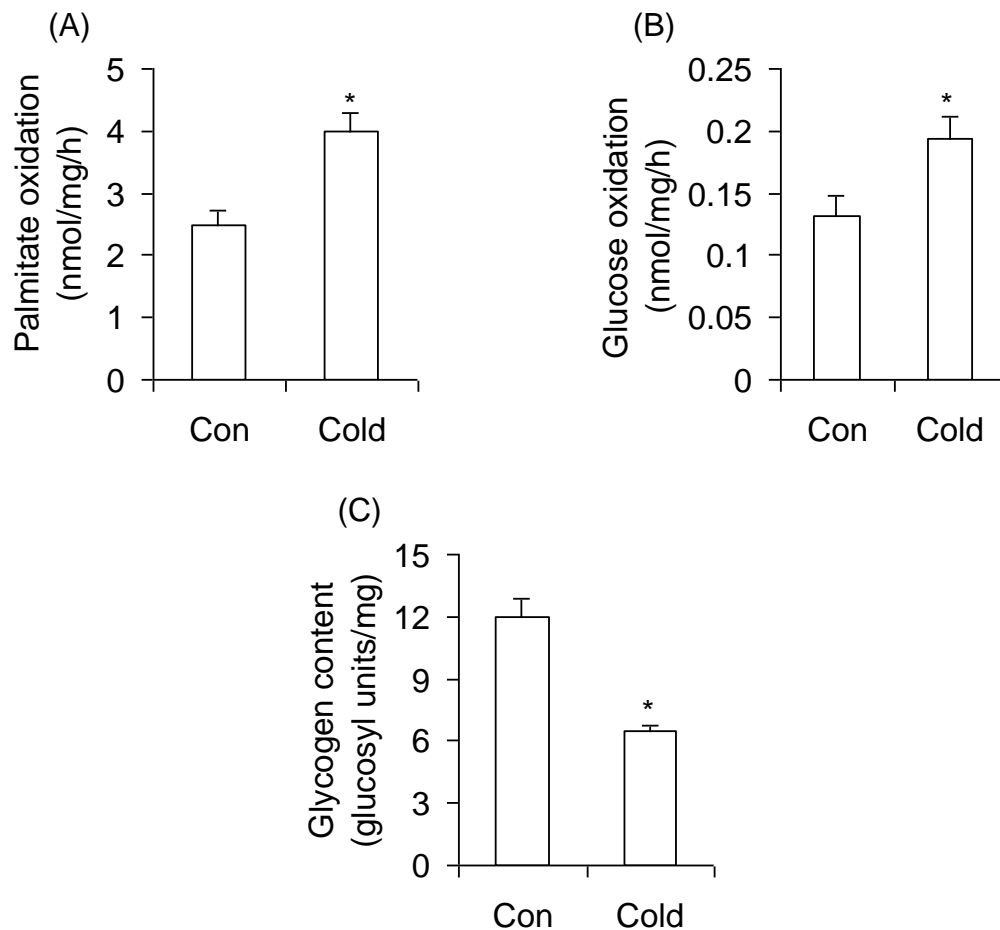 (A)
Palmitate oxidation
(nmol/mg/h)
5
4
3
2
1
0
*
Con
Cold
(B)
Glucose oxidation
(nmol/mg/h)
0.25
0.2
0.15
0.1
0.05
0
*
Con
Cold
(C)
Glycogen content
(glucosyl units/mg)
15
12
9
6
3
0
*
Con
Cold